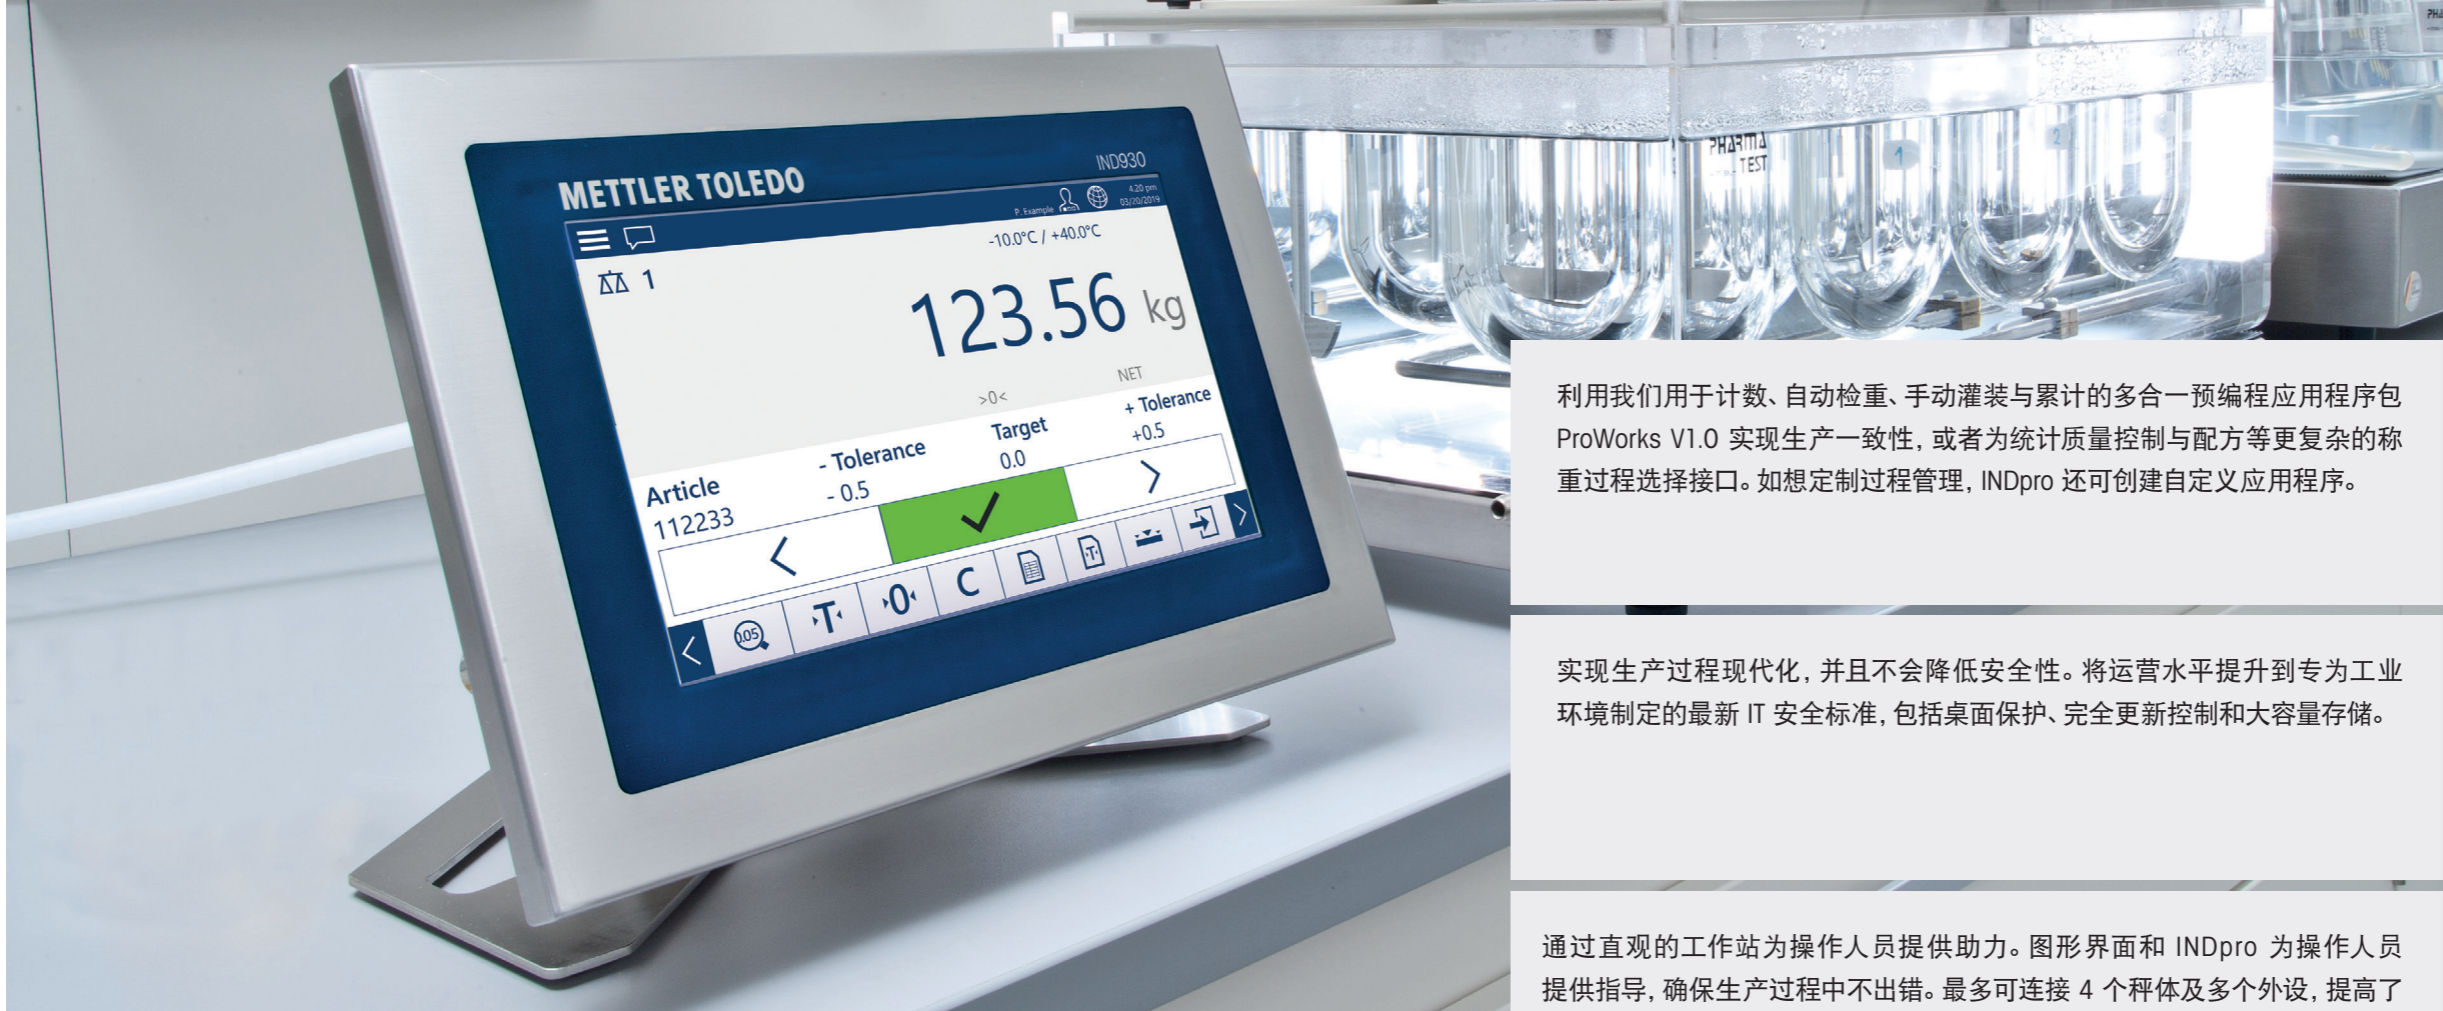 METTLER TOLEDO
IND930
P. Example
4:20 pm
03/20/2019
-10.0°C / +40.0°C
1
123.56 kg
>0<
NET
Article
- Tolerance
Target
+ Tolerance
112233
- 0.5
0.0
+0.5
0.05
T
0
C
T
PHARMA
TEST
1
2
利用我们用于计数、自动检重、手动灌装与累计的多合一预编程应用程序包
ProWorks V1.0 实现生产一致性,或者为统计质量控制与配方等更复杂的称
重过程选择接口。如想定制过程管理,INDpro 还可创建自定义应用程序。
实现生产过程现代化,并且不会降低安全性。将运营水平提升到专为工业
环境制定的最新 IT 安全标准,包括桌面保护、完全更新控制和大容量存储。
通过直观的工作站为操作人员提供助力。图形界面和 INDpro 为操作人员
提供指导,确保生产过程中不出错。最多可连接 4 个秤体及多个外设,提高了